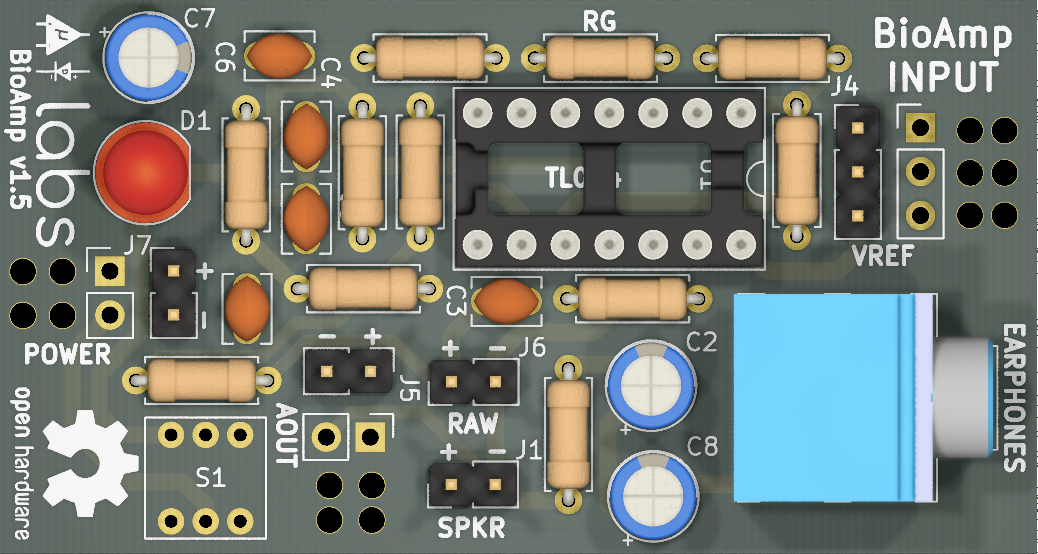 C7
RG
BioAmp
INPUT
C6
C4
J4
µ
labs
BioAmp v1.5
D1
TLC
U1
J7
+
-
VREF
POWER
C3
- +
J5
+ -
J6
RAW
C2
+
EARPHONES
open hardware
S1
AOUT
+ -
J1
SPKR
C8
+
+